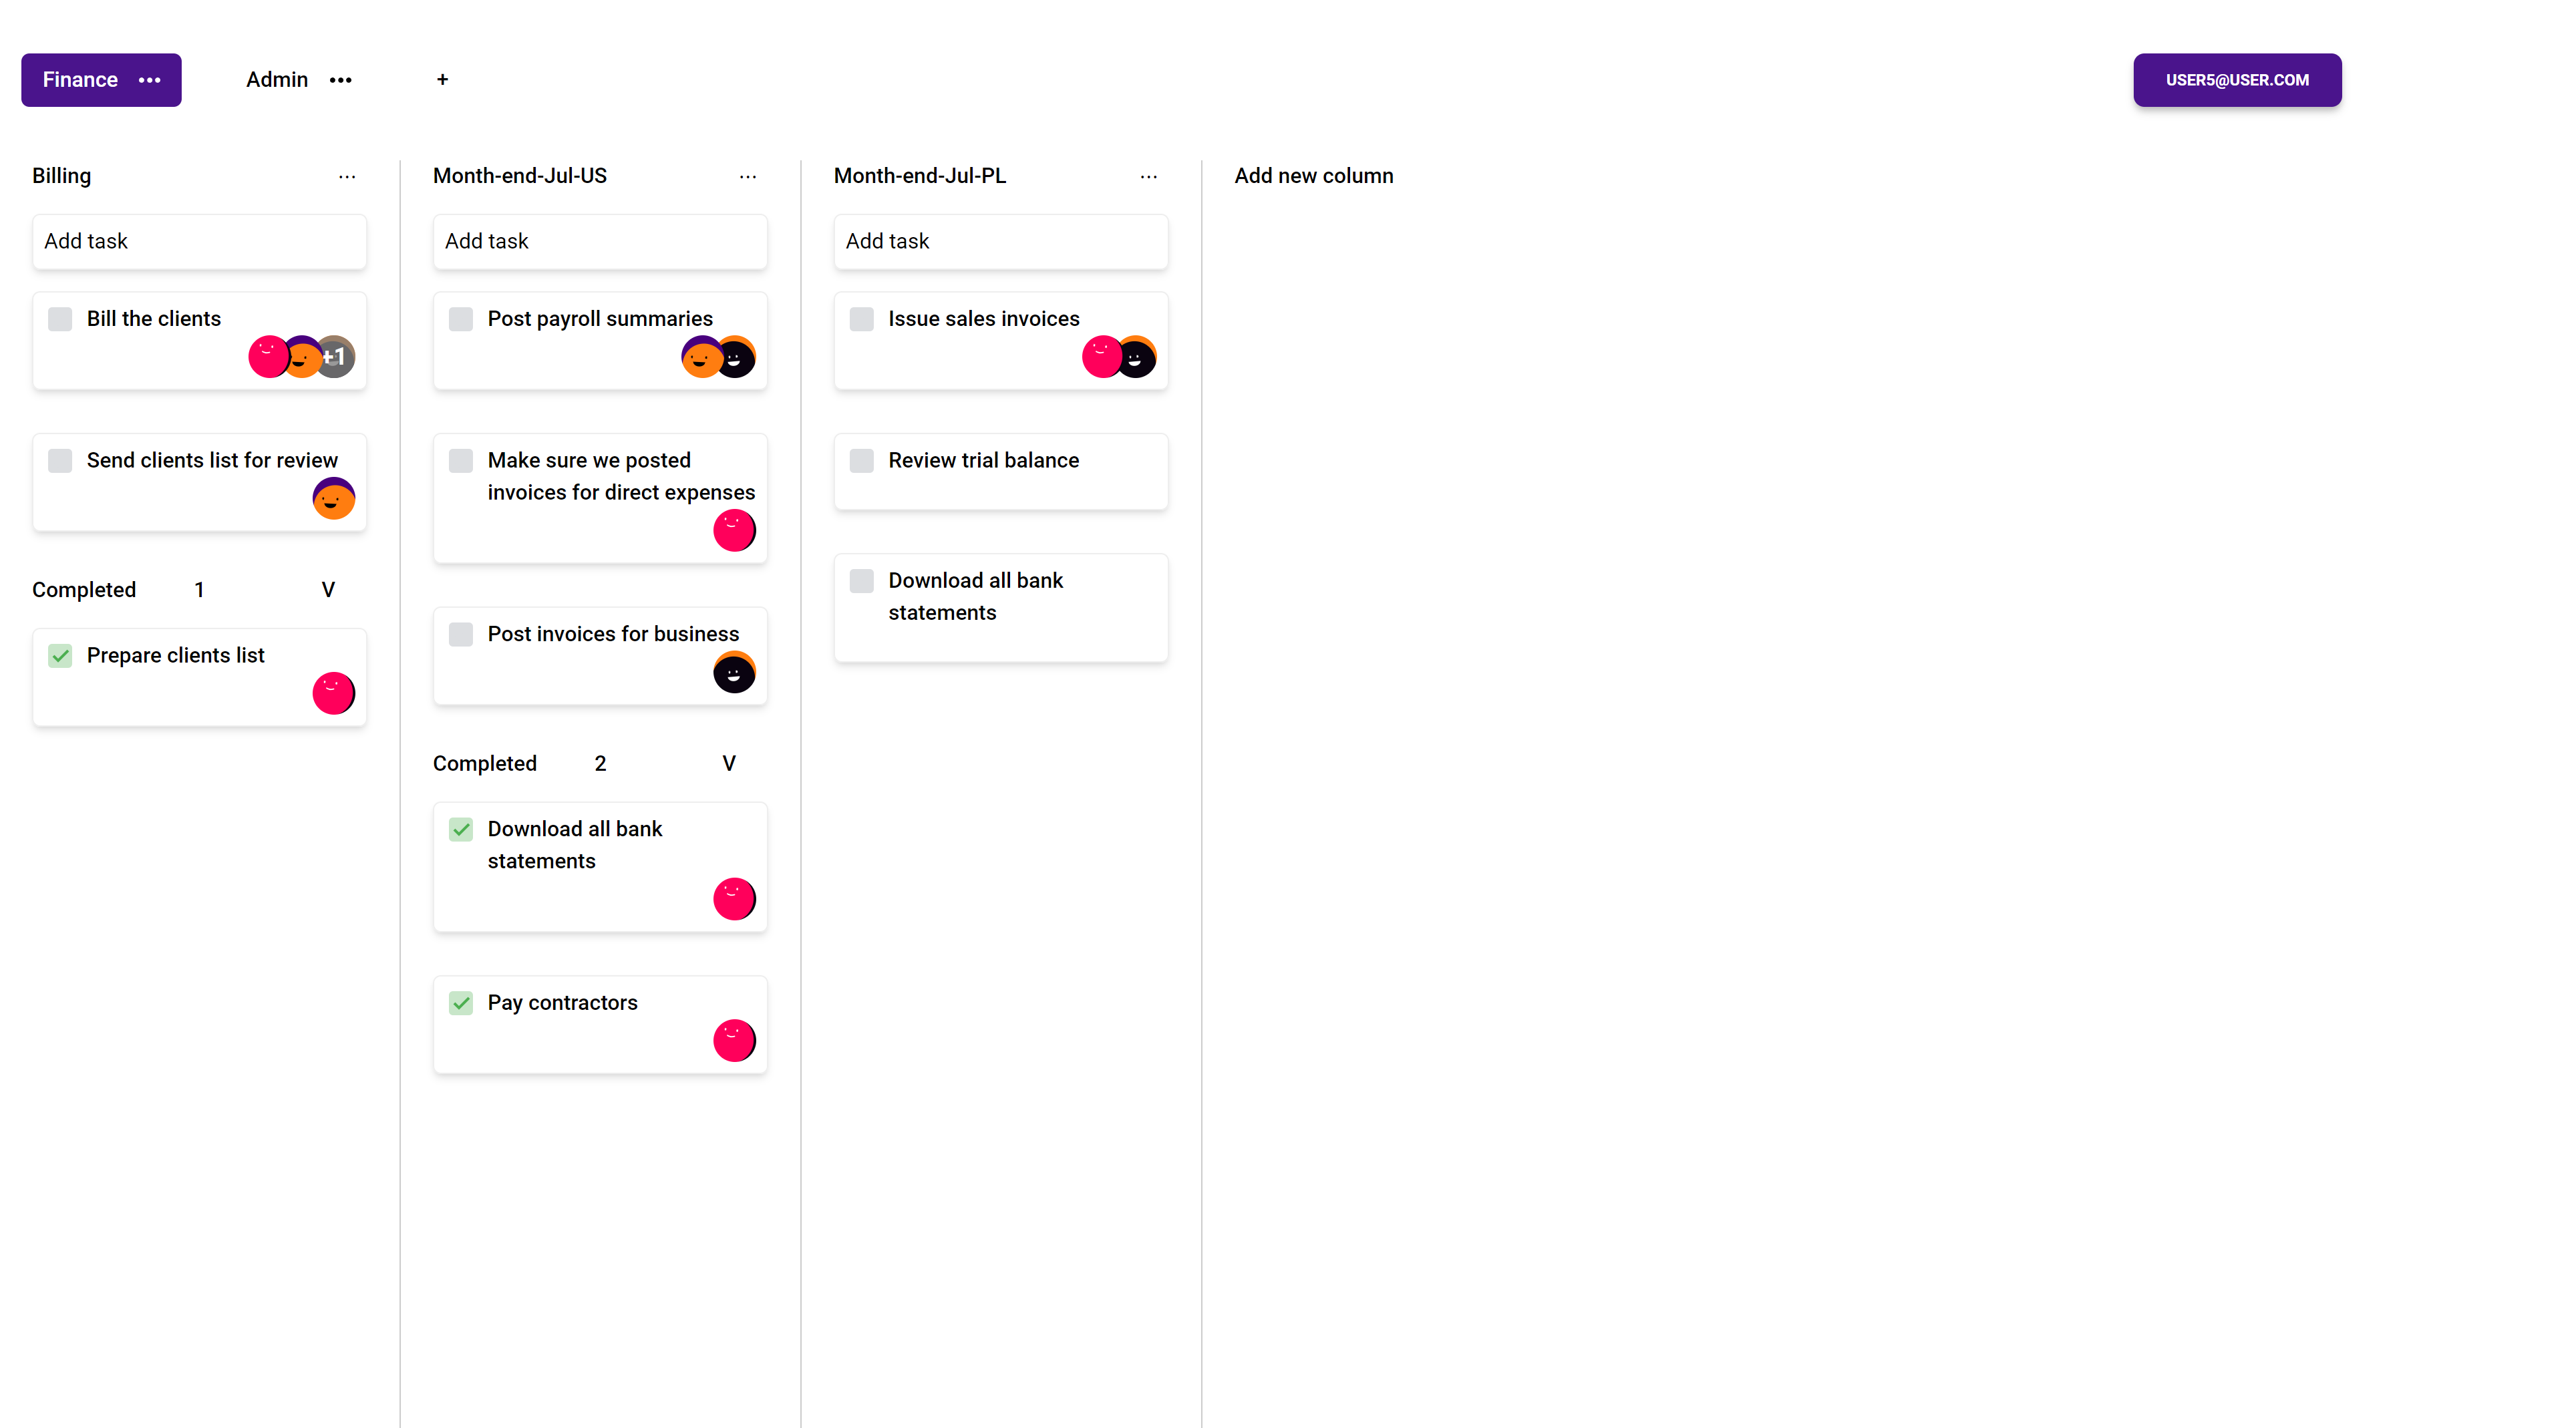 Finance ••• Admin ••• + USER5@USER.COM
Billing ...
Add task
Bill the clients
+1
Send clients list for review
Completed 1 V
Prepare clients list
Month-end-Jul-US ...
Add task
Post payroll summaries
Make sure we posted
invoices for direct expenses
Post invoices for business
Completed 2 V
Download all bank
statements
Pay contractors
Month-end-Jul-PL ...
Add task
Issue sales invoices
Review trial balance
Download all bank
statements
Add new column